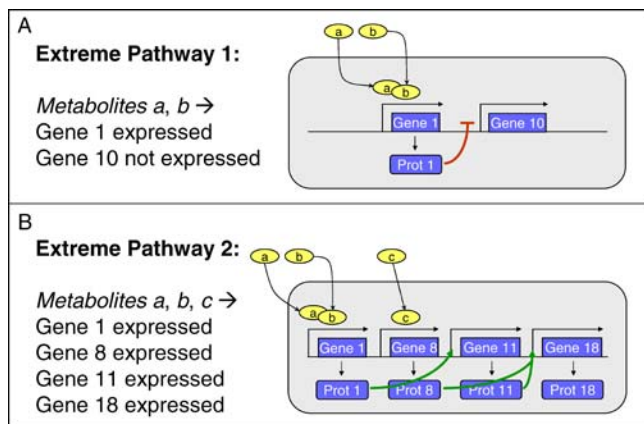 A
Extreme Pathway 1:
Metabolites a, b →
Gene 1 expressed
Gene 10 not expressed
a b
a b
Gene 1 Gene 10
Prot 1
B
Extreme Pathway 2:
Metabolites a, b, c →
Gene 1 expressed
Gene 8 expressed
Gene 11 expressed
Gene 18 expressed
a b c
a b c
Gene 1 Gene 8 Gene 11 Gene 18
Prot 1 Prot 8 Prot 11 Prot 18